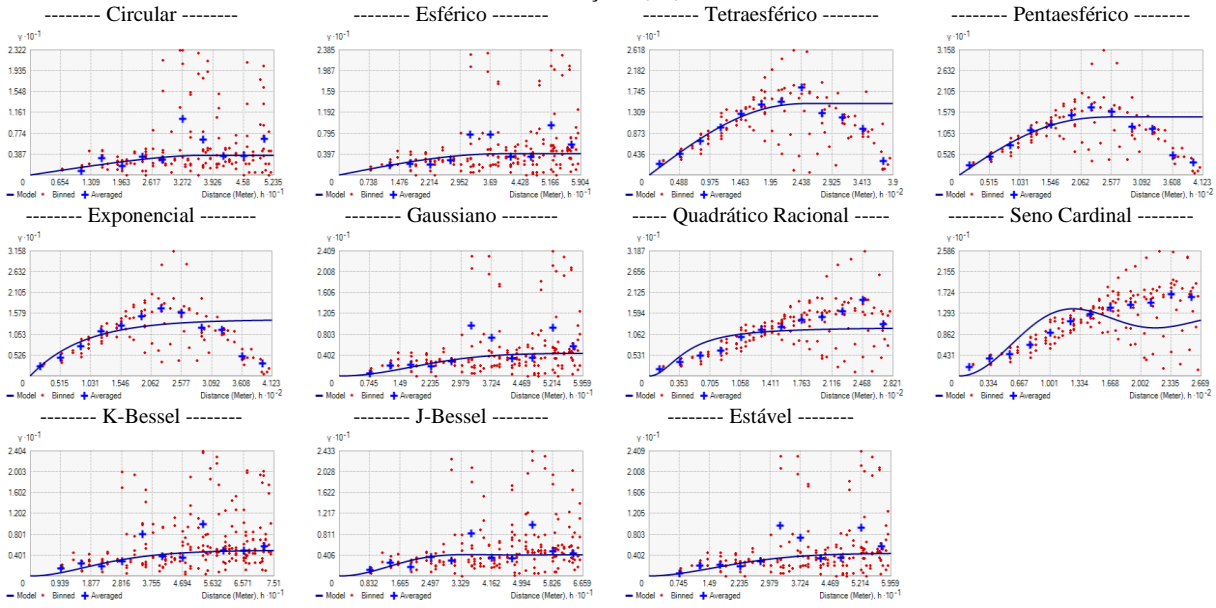 -------- Circular --------
γ ·10⁻¹
2.322
1.935
1.548
1.161
0.774
0.387
0 0.654 1.309 1.963 2.617 3.272 3.926 4.58 5.235
Model Binned Averaged Distance (Meter), h ·10⁻¹
-------- Esférico --------
γ ·10⁻¹
2.385
1.987
1.59
1.192
0.795
0.397
0 0.738 1.476 2.214 2.952 3.69 4.428 5.166 5.904
Model Binned Averaged Distance (Meter), h ·10⁻¹
-------- Tetraesférico --------
γ ·10⁻¹
2.618
2.182
1.745
1.309
0.873
0.436
0 0.488 0.975 1.463 1.95 2.438 2.925 3.413 3.9
Model Binned Averaged Distance (Meter), h ·10⁻²
-------- Pentaesférico --------
γ ·10⁻¹
3.158
2.632
2.105
1.579
1.053
0.526
0 0.515 1.031 1.546 2.062 2.577 3.092 3.608 4.123
Model Binned Averaged Distance (Meter), h ·10⁻²
-------- Exponencial --------
γ ·10⁻¹
3.158
2.632
2.105
1.579
1.053
0.526
0 0.515 1.031 1.546 2.062 2.577 3.092 3.608 4.123
Model Binned Averaged Distance (Meter), h ·10⁻²
-------- Gaussiano --------
γ ·10⁻¹
2.409
2.008
1.606
1.205
0.803
0.402
0 0.745 1.49 2.235 2.979 3.724 4.469 5.214 5.959
Model Binned Averaged Distance (Meter), h ·10⁻¹
----- Quadrático Racional -----
γ ·10⁻¹
3.187
2.656
2.125
1.594
1.062
0.531
0 0.353 0.705 1.058 1.411 1.763 2.116 2.468 2.821
Model Binned Averaged Distance (Meter), h ·10⁻²
-------- Seno Cardinal --------
γ ·10⁻¹
2.586
2.155
1.724
1.293
0.862
0.431
0 0.334 0.667 1.001 1.334 1.668 2.002 2.335 2.669
Model Binned Averaged Distance (Meter), h ·10⁻²
-------- K-Bessel --------
γ ·10⁻¹
2.404
2.003
1.602
1.202
0.801
0.401
0 0.939 1.877 2.816 3.755 4.694 5.632 6.571 7.51
Model Binned Averaged Distance (Meter), h ·10⁻¹
-------- J-Bessel --------
γ ·10⁻¹
2.433
2.028
1.622
1.217
0.811
0.406
0 0.832 1.665 2.497 3.329 4.162 4.994 5.826 6.659
Model Binned Averaged Distance (Meter), h ·10⁻¹
-------- Estável --------
γ ·10⁻¹
2.409
2.008
1.606
1.205
0.803
0.402
0 0.745 1.49 2.235 2.979 3.724 4.469 5.214 5.959
Model Binned Averaged Distance (Meter), h ·10⁻¹